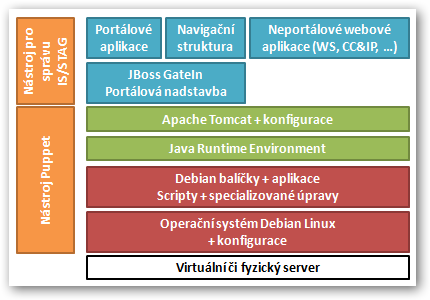 Nástroj pro
správu
IS/STAG
Portálové
aplikace
Navigační
struktura
Neportálové webové
aplikace (WS, CC&IP, ...)
JBoss GateIn
Portálová nadstavba
Nástroj Puppet
Apache Tomcat + konfigurace
Java Runtime Environment
Debian balíčky + aplikace
Scripty + specializované úpravy
Operační systém Debian Linux
+ konfigurace
Virtuální či fyzický server